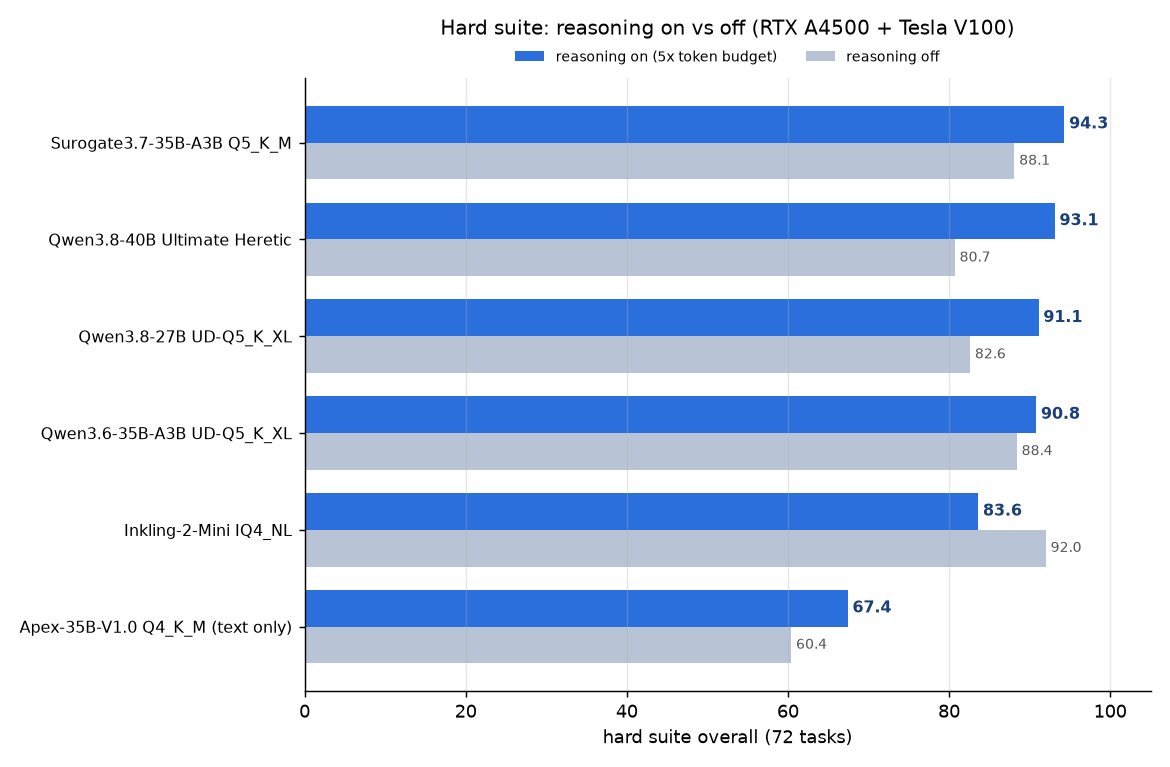 Hard suite: reasoning on vs off (RTX A4500 + Tesla V100)
reasoning on (5x token budget)
reasoning off
Surogate3.7-35B-A3B Q5_K_M
94.3
88.1
Qwen3.8-40B Ultimate Heretic
93.1
80.7
Qwen3.8-27B UD-Q5_K_XL
91.1
82.6
Qwen3.6-35B-A3B UD-Q5_K_XL
90.8
88.4
Inkling-2-Mini IQ4_NL
83.6
92.0
Apex-35B-V1.0 Q4_K_M (text only)
67.4
60.4
0 20 40 60 80 100
hard suite overall (72 tasks)